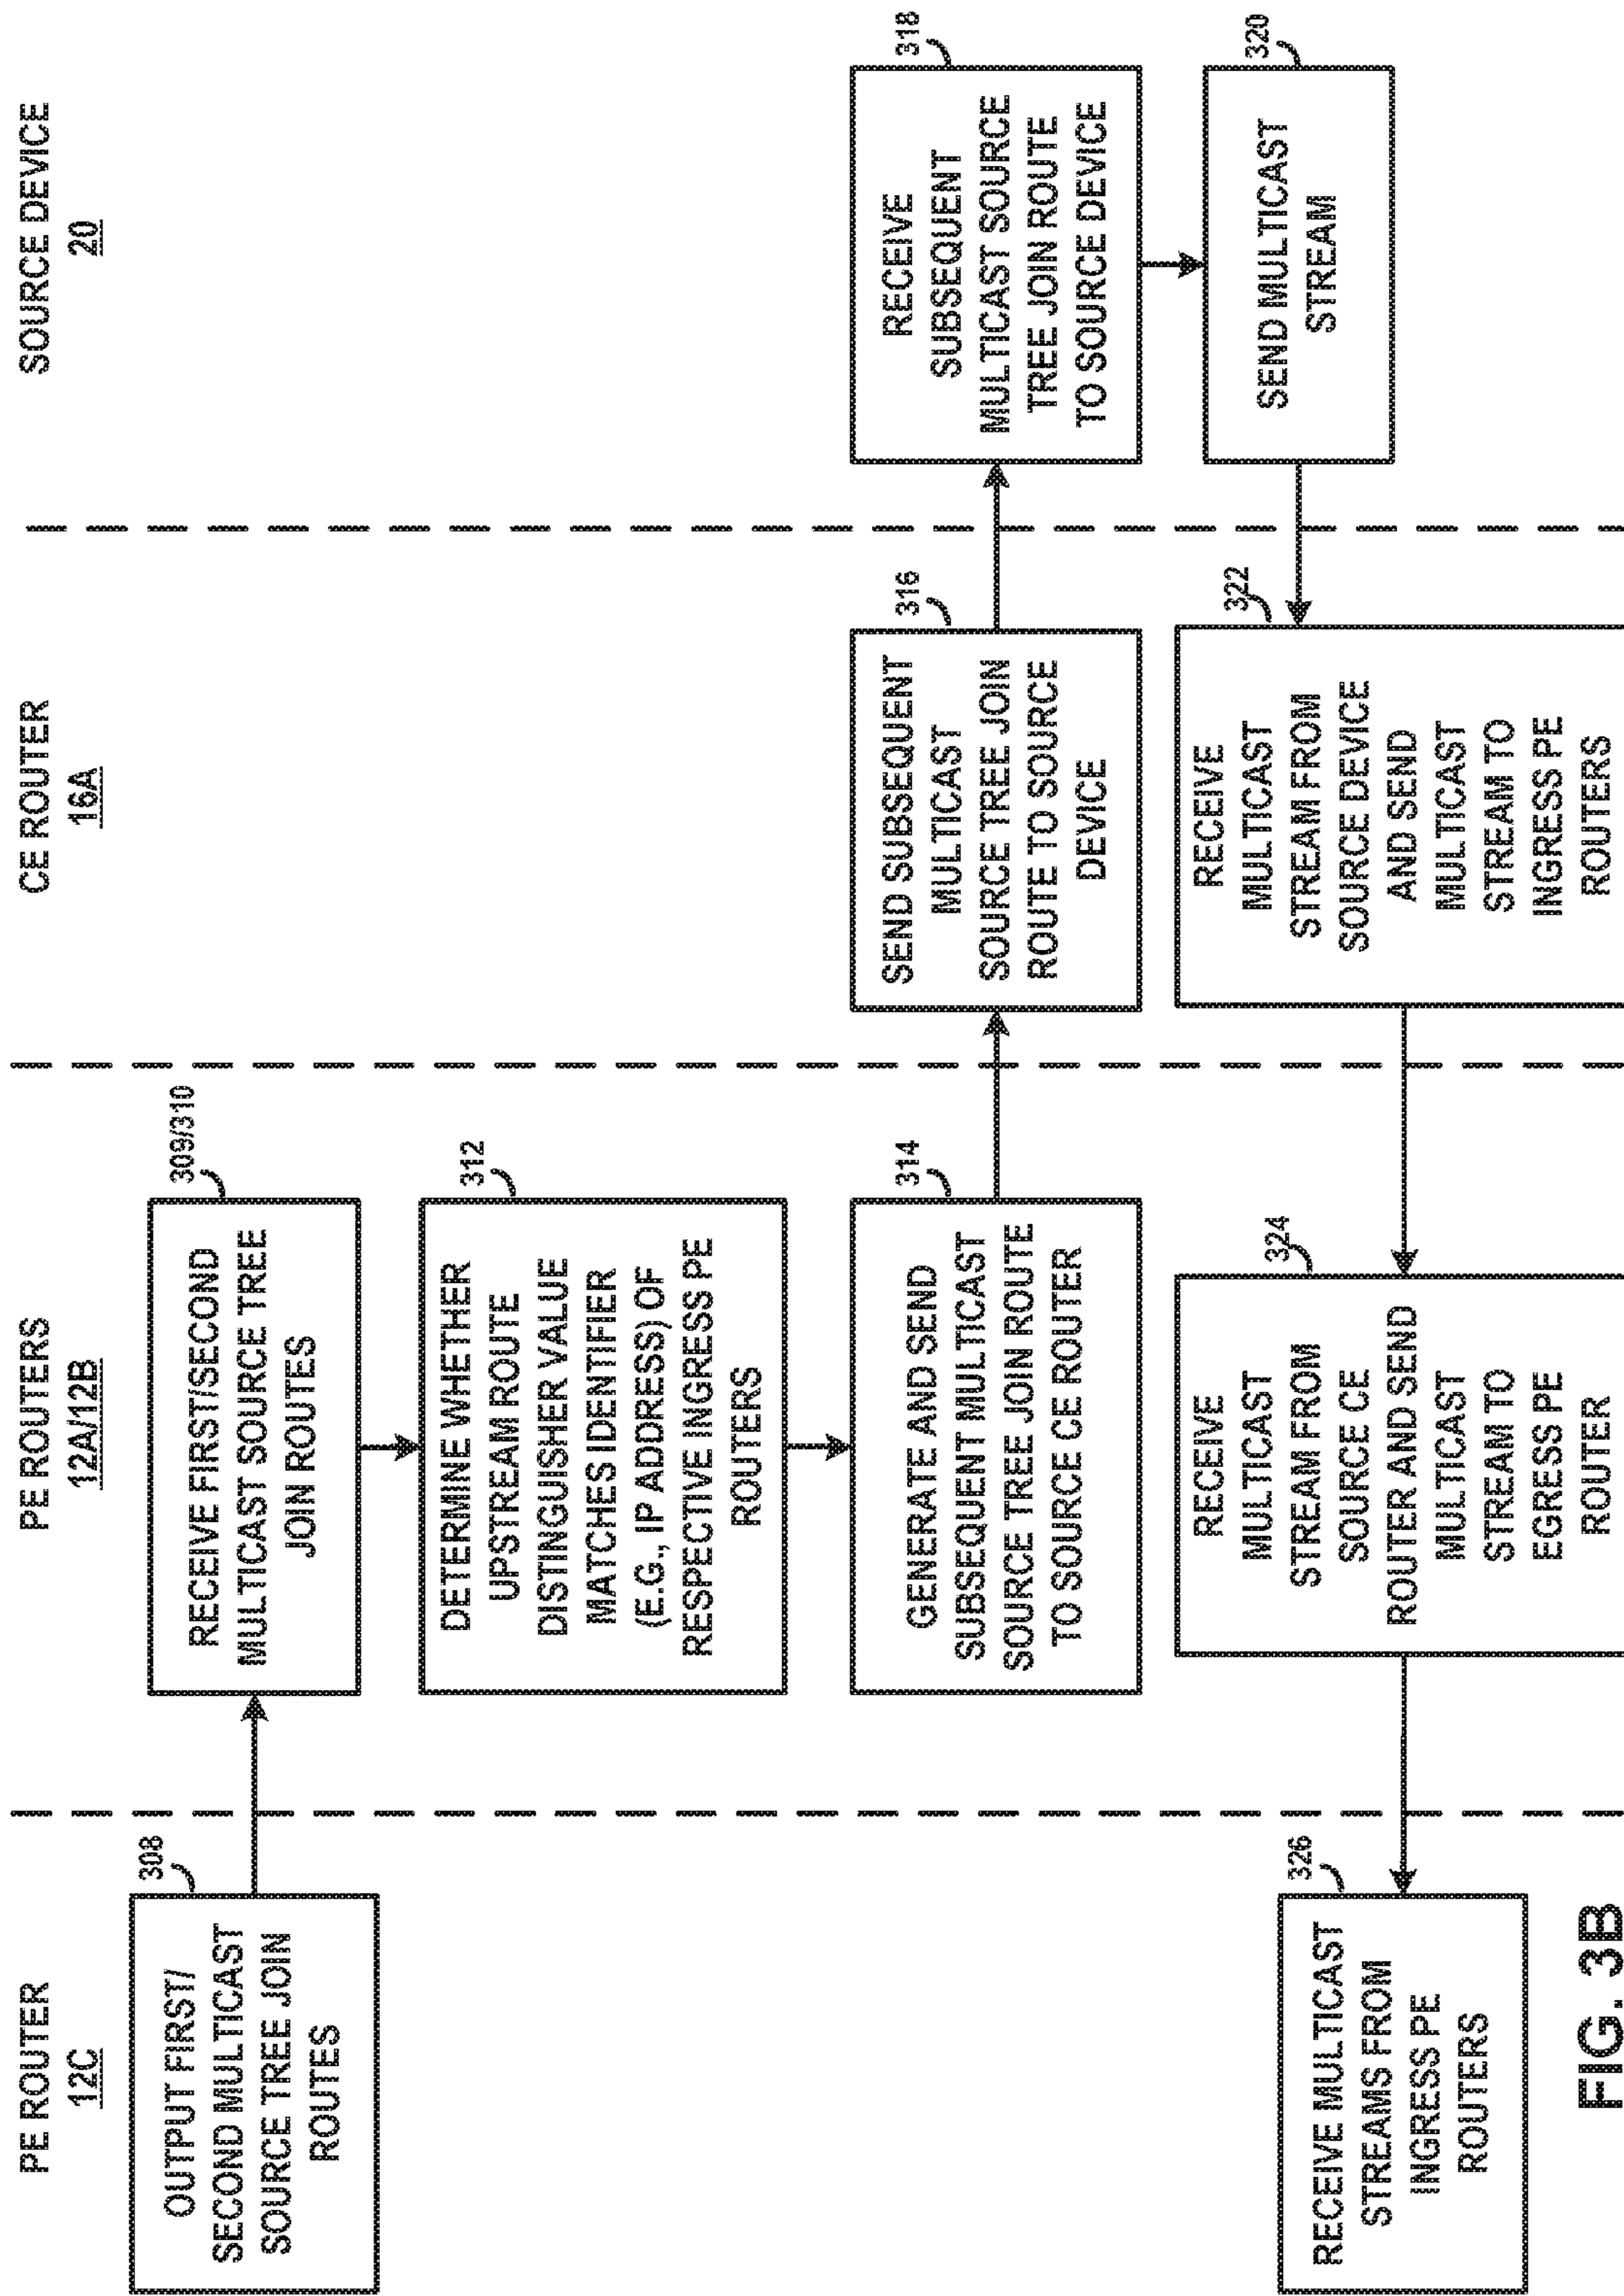 PE ROUTER
12C
PE ROUTERS
12A/12B
CE ROUTER
16A
SOURCE DEVICE
20
308
OUTPUT FIRST/
SECOND MULTICAST
SOURCE TREE JOIN
ROUTES
309/310
RECEIVE FIRST/SECOND
MULTICAST SOURCE TREE
JOIN ROUTES
312
DETERMINE WHETHER
UPSTREAM ROUTE
DISTINGUISHER VALUE
MATCHES IDENTIFIER
(E.G., IP ADDRESS) OF
RESPECTIVE INGRESS PE
ROUTERS
314
GENERATE AND SEND
SUBSEQUENT MULTICAST
SOURCE TREE JOIN ROUTE
TO SOURCE CE ROUTER
316
SEND SUBSEQUENT
MULTICAST
SOURCE TREE JOIN
ROUTE TO SOURCE
DEVICE
318
RECEIVE
SUBSEQUENT
MULTICAST SOURCE
TREE JOIN ROUTE
TO SOURCE DEVICE
320
SEND MULTICAST
STREAM
322
RECEIVE
MULTICAST
STREAM FROM
SOURCE DEVICE
AND SEND
MULTICAST
STREAM TO
INGRESS PE
ROUTERS
324
RECEIVE
MULTICAST
STREAM FROM
SOURCE CE
ROUTER AND SEND
MULTICAST
STREAM TO
EGRESS PE
ROUTER
326
RECEIVE MULTICAST
STREAMS FROM
INGRESS PE
ROUTERS
FIG. 3B